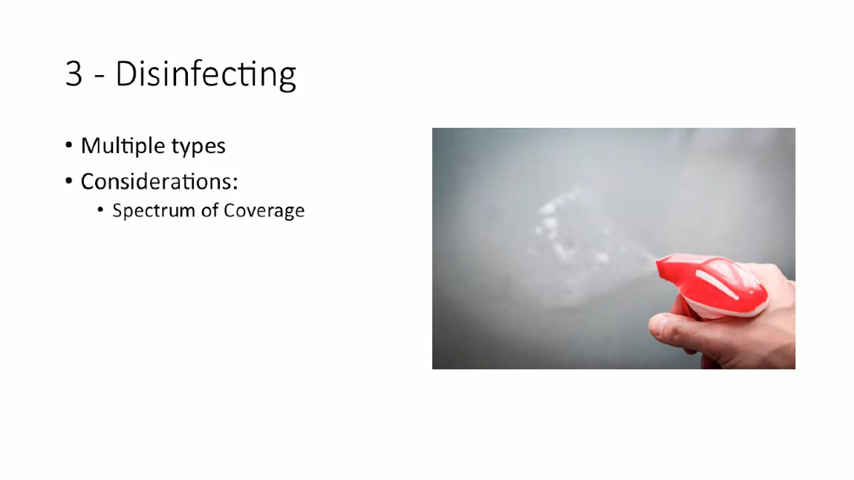 3 - Disinfecting
• Multiple types
• Considerations:
• Spectrum of Coverage